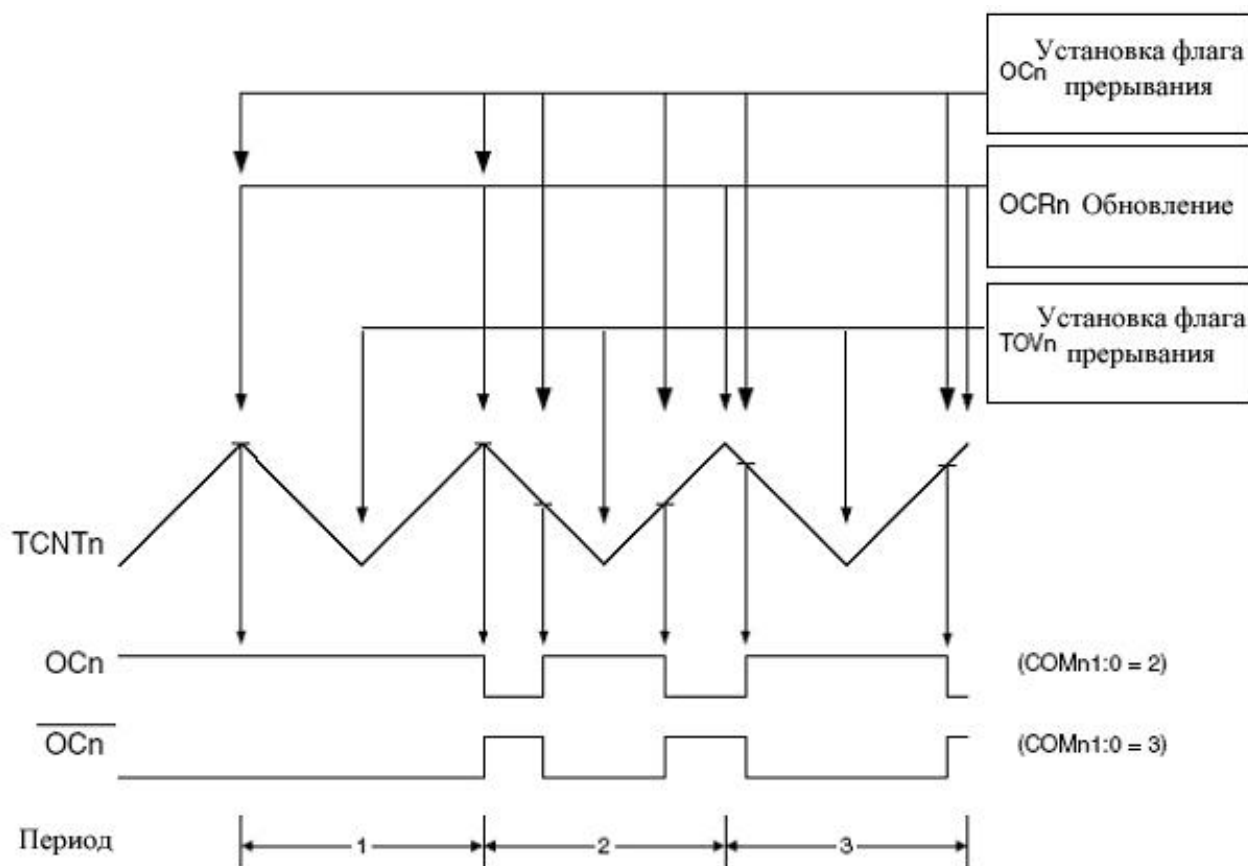 Установка флага
OCn прерывания
OCRn Обновление
Установка флага
TOVn прерывания
TCNTn
OCn
(COMn1:0 = 2)
OCn
(COMn1:0 = 3)
Период
1
2
3